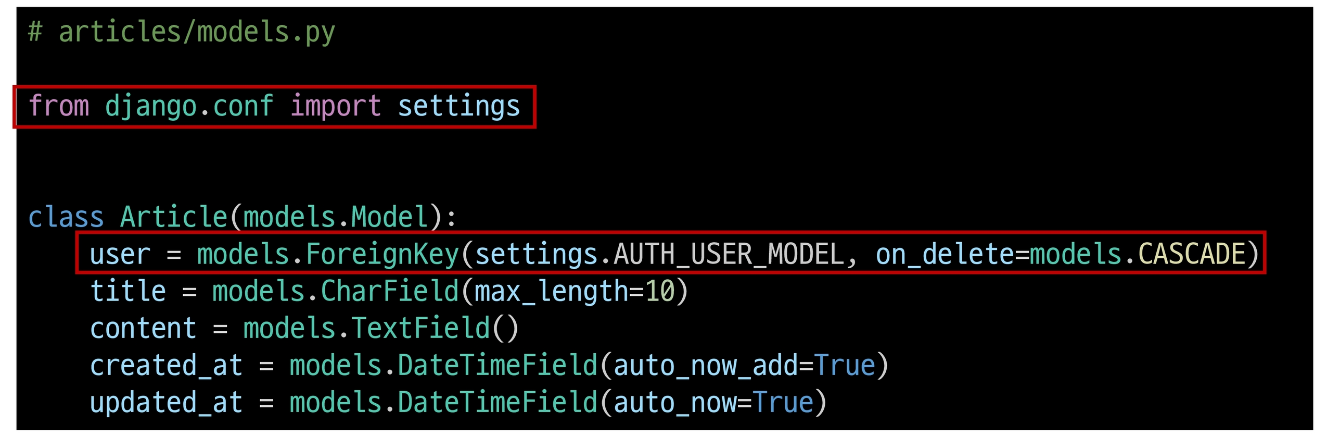 # articles/models.py
from django.conf import settings
class Article(models.Model):
    user = models.ForeignKey(settings.AUTH_USER_MODEL, on_delete=models.CASCADE)
    title = models.CharField(max_length=10)
    content = models.TextField()
    created_at = models.DateTimeField(auto_now_add=True)
    updated_at = models.DateTimeField(auto_now=True)